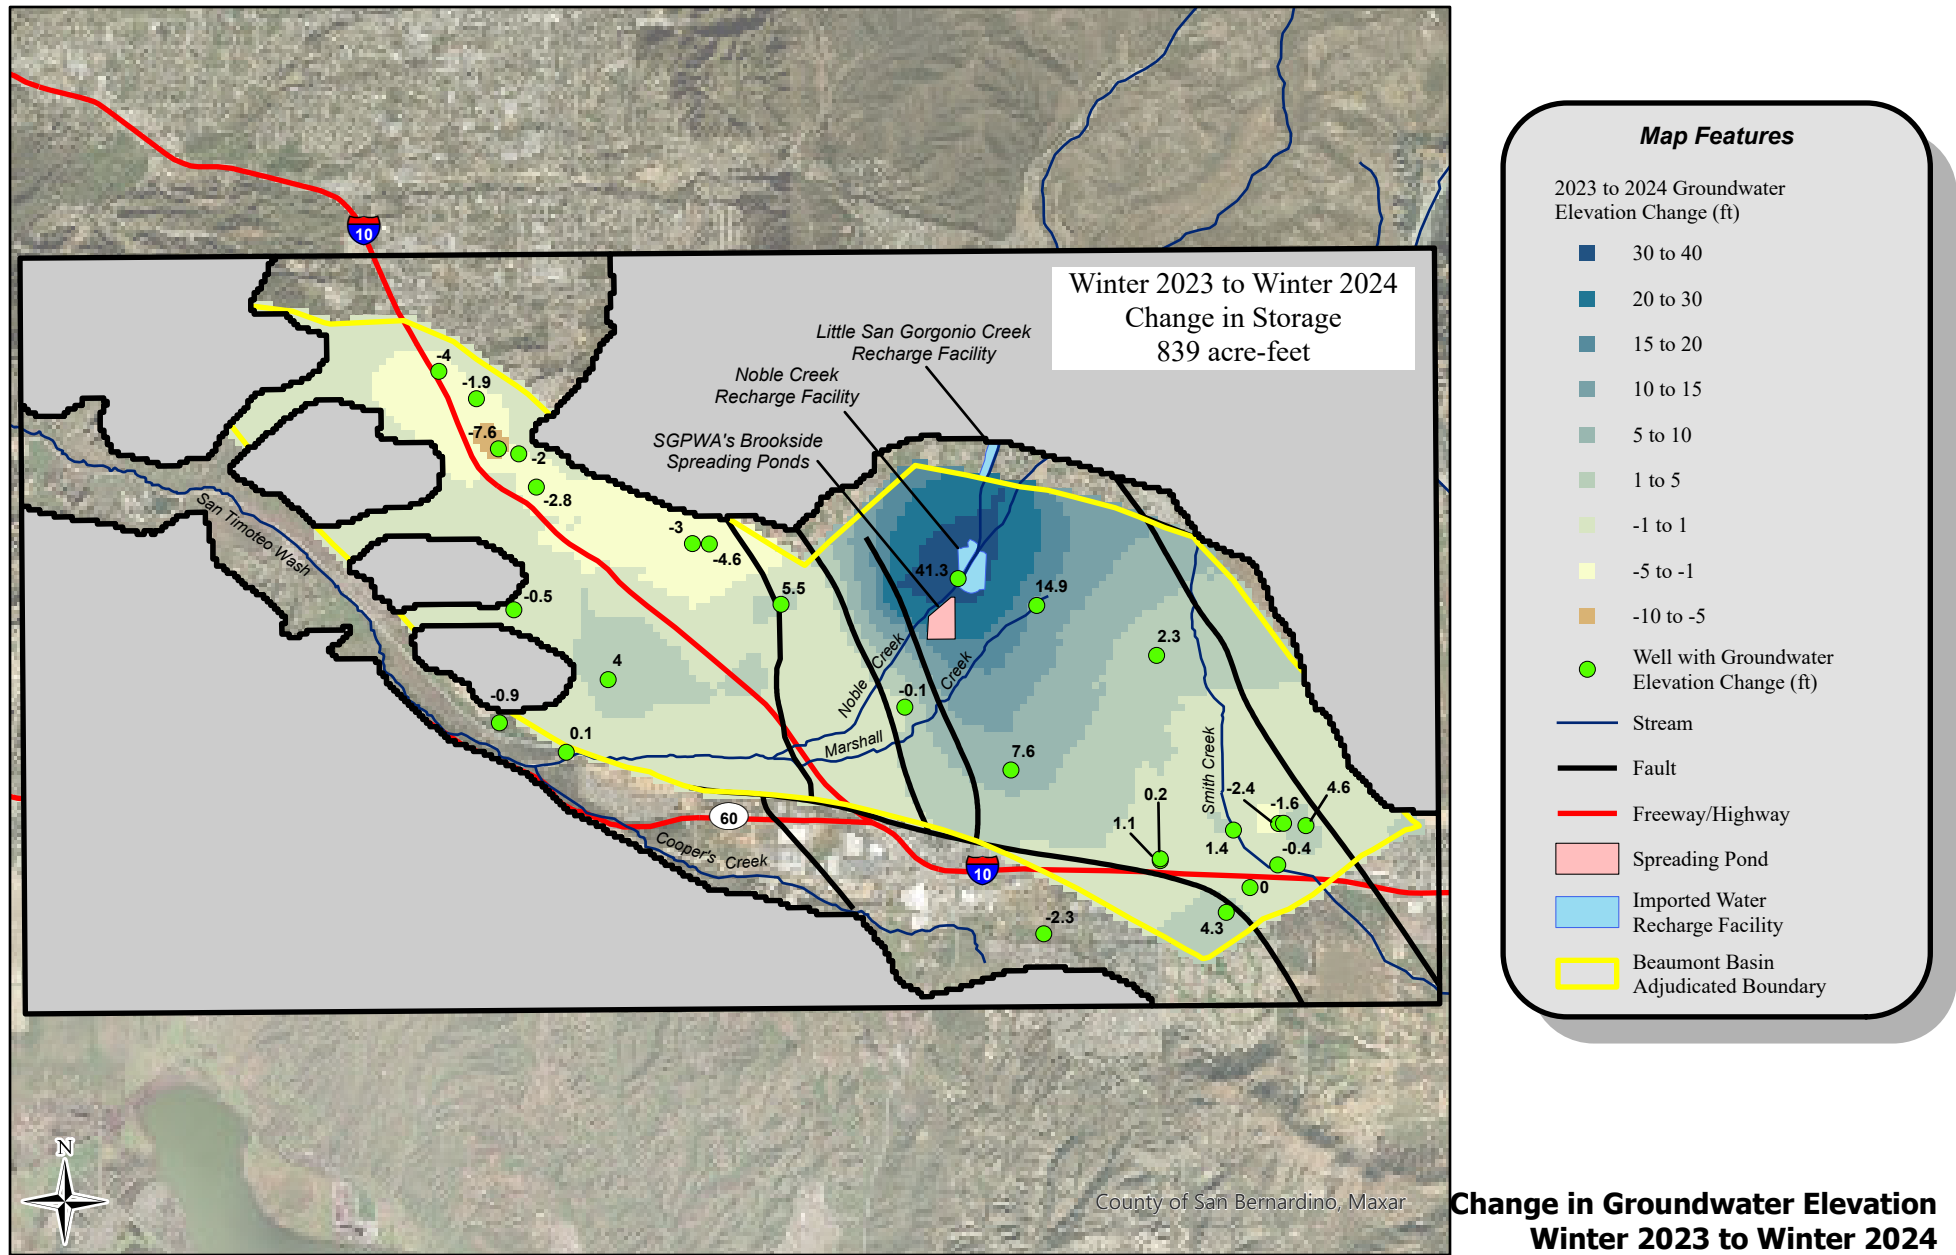 10
Winter 2023 to Winter 2024
Change in Storage
839 acre-feet
Little San Gorgonio Creek
Recharge Facility
Noble Creek
Recharge Facility
SGPWA's Brookside
Spreading Ponds
-4
-1.9
-7.6
-2
-2.8
-3
-4.6
5.5
41.3
14.9
San Timoteo Wash
-0.5
4
2.3
-0.9
0.1
-0.1
Noble Creek
Marshall Creek
7.6
Smith Creek
0.2
1.1
-2.4
-1.6
4.6
1.4
-0.4
0
4.3
-2.3
60
Cooper's Creek
10
N
County of San Bernardino, Maxar
Map Features
2023 to 2024 Groundwater
Elevation Change (ft)
30 to 40
20 to 30
15 to 20
10 to 15
5 to 10
1 to 5
-1 to 1
-5 to -1
-10 to -5
Well with Groundwater
Elevation Change (ft)
Stream
Fault
Freeway/Highway
Spreading Pond
Imported Water
Recharge Facility
Beaumont Basin
Adjudicated Boundary
Change in Groundwater Elevation
Winter 2023 to Winter 2024